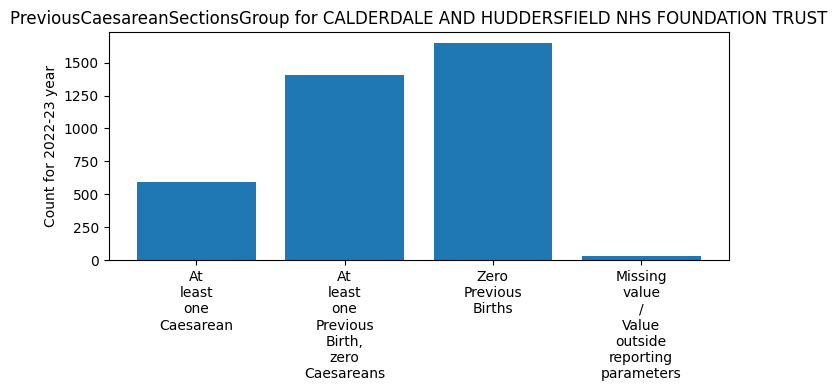 PreviousCaesareanSectionsGroup for CALDERDALE AND HUDDERSFIELD NHS FOUNDATION TRUST
Count for 2022-23 year
1500
1250
1000
750
500
250
0
At
least
one
Caesarean
At
least
one
Previous
Birth,
zero
Caesareans
Zero
Previous
Births
Missing
value
/
Value
outside
reporting
parameters